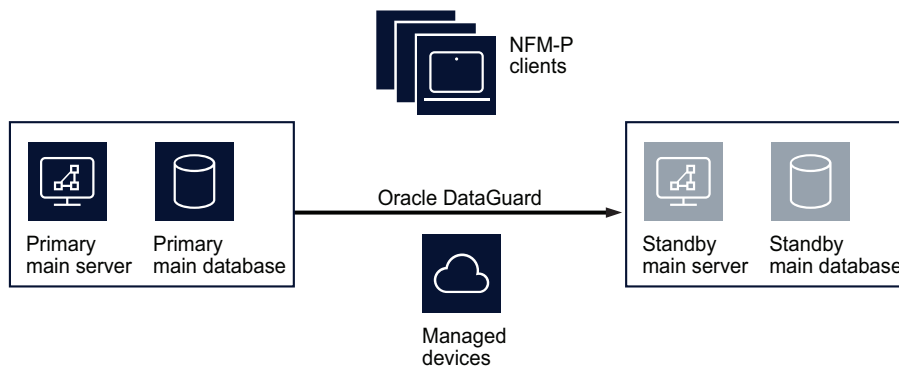 NFM-P
clients
Oracle DataGuard
Primary
main server
Primary
main database
Standby
main server
Standby
main database
Managed
devices